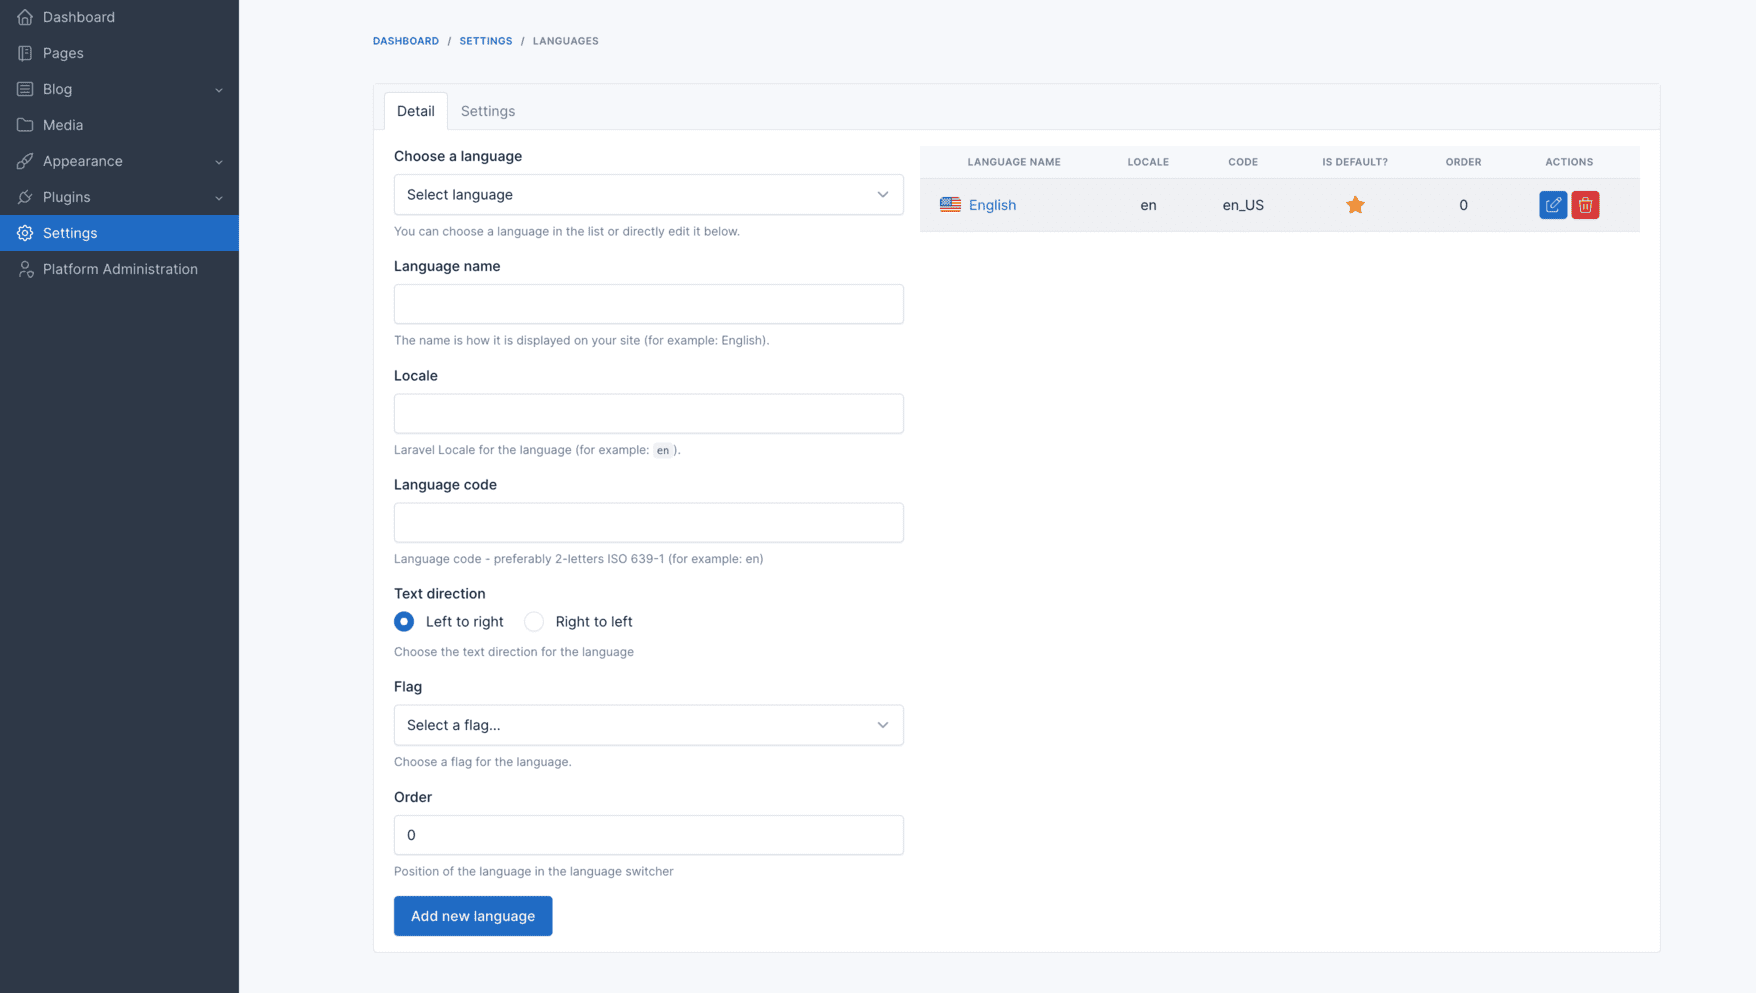 Dashboard
Pages
Blog
Media
Appearance
Plugins
Settings
Platform Administration
DASHBOARD / SETTINGS / LANGUAGES
Detail Settings
Choose a language
Select language
You can choose a language in the list or directly edit it below.
Language name
The name is how it is displayed on your site (for example: English).
Locale
Laravel Locale for the language (for example: en ).
Language code
Language code - preferably 2-letters ISO 639-1 (for example: en)
Text direction
Left to right Right to left
Choose the text direction for the language
Flag
Select a flag...
Choose a flag for the language.
Order
0
Position of the language in the language switcher
Add new language
LANGUAGE NAME LOCALE CODE IS DEFAULT? ORDER ACTIONS
English en en_US 0